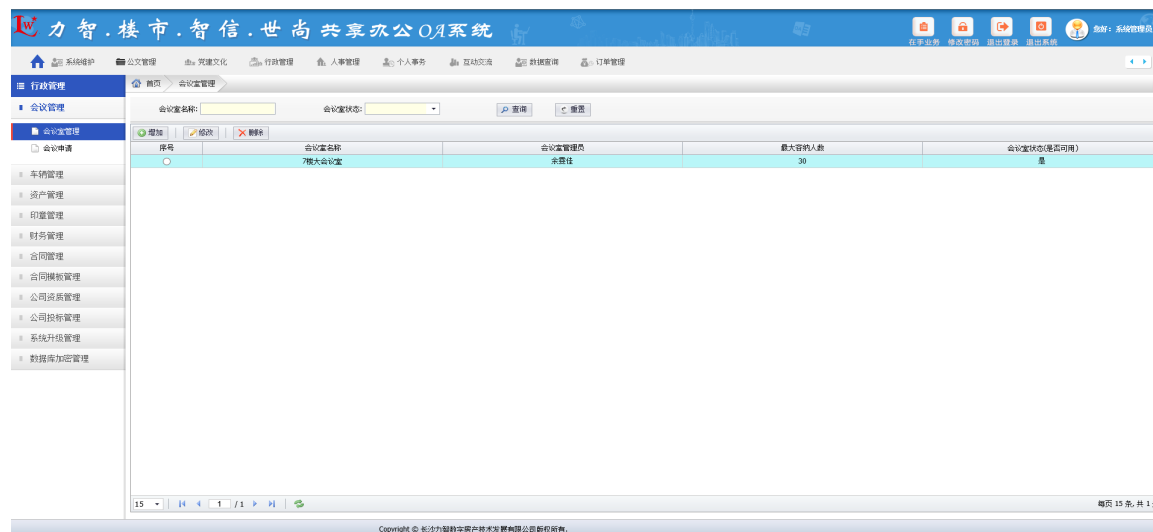 力智.楼市.智信.世尚共享办公OA系统
在手业务 修改密码 退出登录 退出系统 您好：系统管理员
系统维护 公文管理 党建文化 行政管理 人事管理 个人事务 互动交流 数据查询 订单管理
行政管理
首页 会议室管理
会议管理
会议室名称: 会议室状态: 查询 重置
会议室管理
增加 修改 删除
会议申请
序号 会议室名称 会议室管理员 最大容纳人数 会议室状态(是否可用)
7楼大会议室 余霞佳 30 是
车辆管理
资产管理
印章管理
财务管理
合同管理
合同模板管理
公司资质管理
公司投标管理
系统升级管理
数据库加密管理
15 1 / 1 每页 15 条,共 1
Copyright © 长沙力智数字房产技术发展有限公司版权所有.